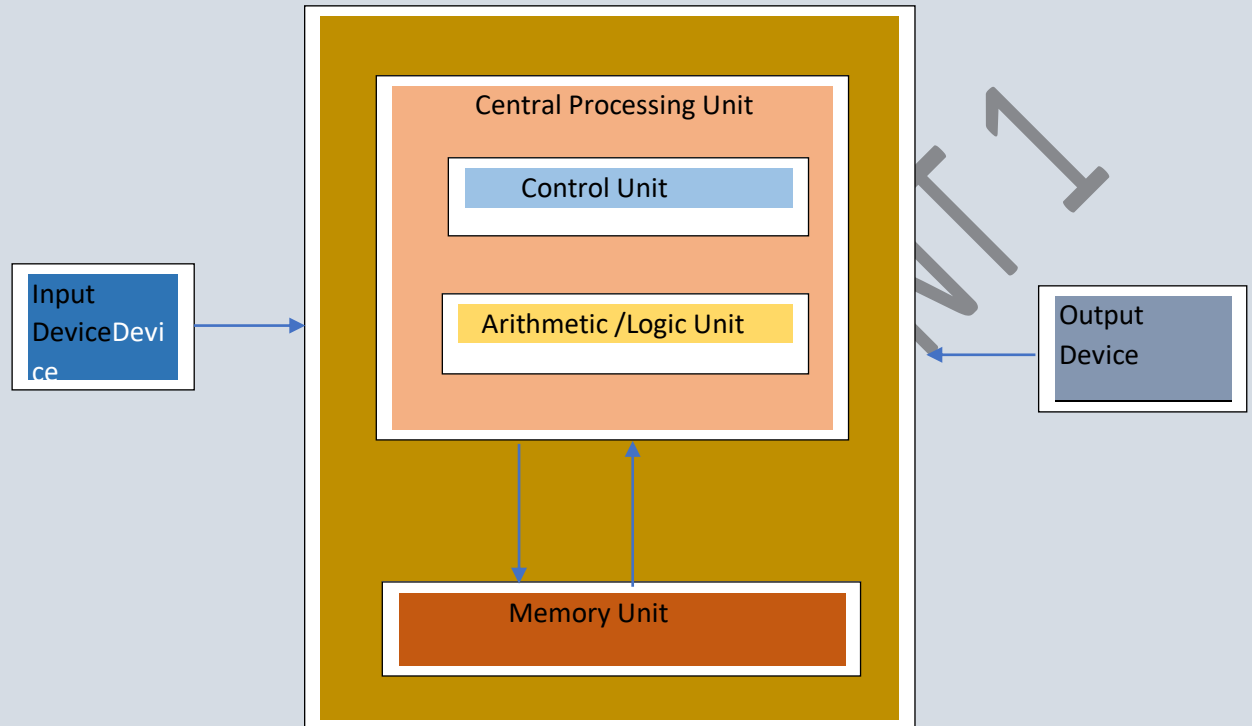 Central Processing Unit
Control Unit
Input
DeviceDevi
ce
Arithmetic /Logic Unit
Output
Device
Memory Unit